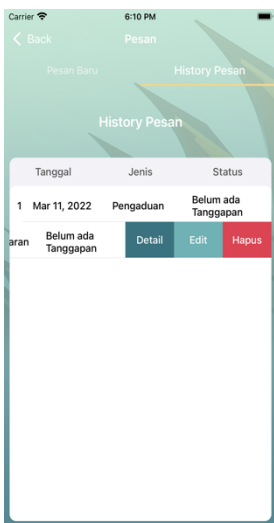 Carrier 6:10 PM
Back Pesan
Pesan Baru History Pesan
History Pesan
Tanggal Jenis Status
1 Mar 11, 2022 Pengaduan Belum ada
Tanggapan
aran Belum ada
Tanggapan Detail Edit Hapus